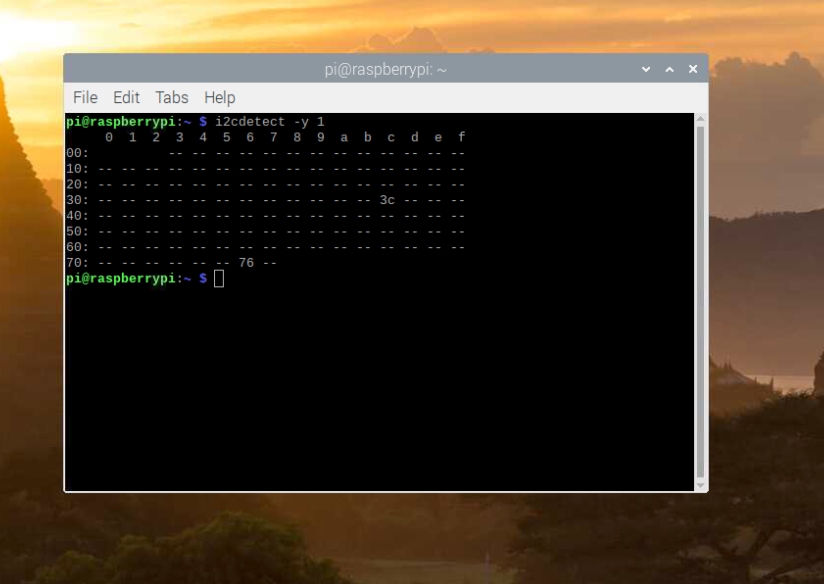 pi@raspberrypi: ~
File Edit Tabs Help
pi@raspberrypi:~ $ i2cdetect -y 1
     0  1  2  3  4  5  6  7  8  9  a  b  c  d  e  f
00:          -- -- -- -- -- -- -- -- -- -- -- -- --
10: -- -- -- -- -- -- -- -- -- -- -- -- -- -- -- --
20: -- -- -- -- -- -- -- -- -- -- -- -- -- -- -- --
30: -- -- -- -- -- -- -- -- -- -- -- -- 3c -- -- --
40: -- -- -- -- -- -- -- -- -- -- -- -- -- -- -- --
50: -- -- -- -- -- -- -- -- -- -- -- -- -- -- -- --
60: -- -- -- -- -- -- -- -- -- -- -- -- -- -- -- --
70: -- -- -- -- -- -- 76 --
pi@raspberrypi:~ $